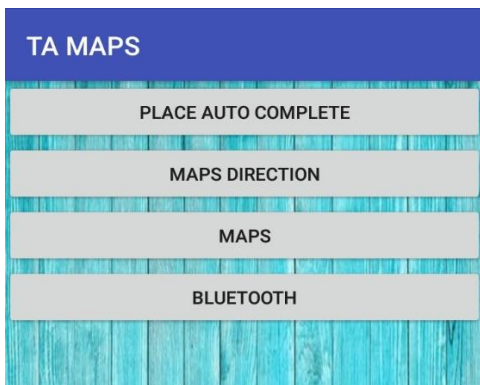 TA MAPS
PLACE AUTO COMPLETE
MAPS DIRECTION
MAPS
BLUETOOTH